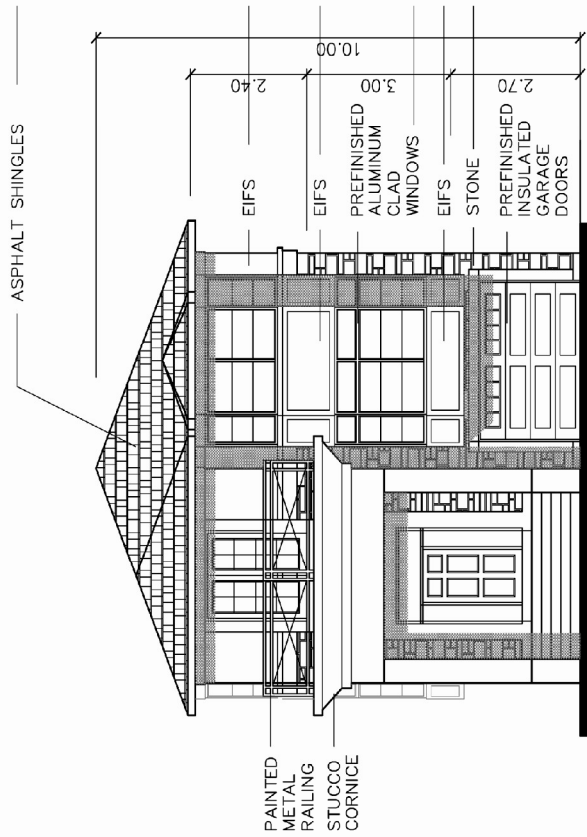 ASPHALT SHINGLES
10.00
2.40
3.00
2.70
EIFS
EIFS
PREFINISHED
ALUMINUM
CLAD
WINDOWS
EIFS
STONE
PREFINISHED
INSULATED
GARAGE
DOORS
PAINTED
METAL
RAILING
STUCCO
CORNICE